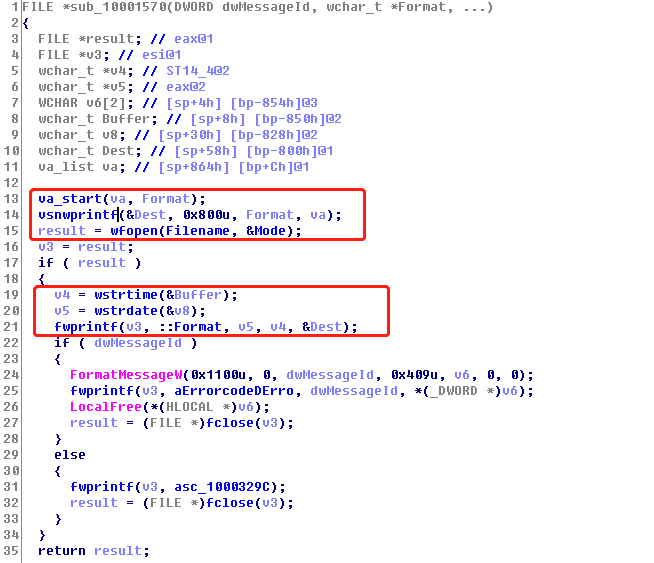 1 FILE *sub_10001570(DWORD dwMessageId, wchar_t *Format, ...)
2 {
3 FILE *result; // eax@1
4 FILE *v3; // esi@1
5 wchar_t *v4; // ST14_4@2
6 wchar_t *v5; // eax@2
7 WCHAR v6[2]; // [sp+4h] [bp-854h]@3
8 wchar_t Buffer; // [sp+8h] [bp-850h]@2
9 wchar_t v8; // [sp+30h] [bp-828h]@2
10 wchar_t Dest; // [sp+58h] [bp-800h]@1
11 va_list va; // [sp+864h] [bp+Ch]@1
12
13 va_start(va, Format);
14 vsnwprintf(&Dest, 0x800u, Format, va);
15 result = wfopen(Filename, &Mode);
16 v3 = result;
17 if ( result )
18 {
19 v4 = wstrtime(&Buffer);
20 v5 = wstrdate(&v8);
21 fwprintf(v3, ::Format, v5, v4, &Dest);
22 if ( dwMessageId )
23 {
24 FormatMessageW(0x1100u, 0, dwMessageId, 0x409u, v6, 0, 0);
25 fwprintf(v3, aErrorcodeDErro, dwMessageId, *(_DWORD *)v6);
26 LocalFree(*(HLOCAL *)v6);
27 result = (FILE *)fclose(v3);
28 }
29 else
30 {
31 fwprintf(v3, asc_1000329C);
32 result = (FILE *)fclose(v3);
33 }
34 }
35 return result;